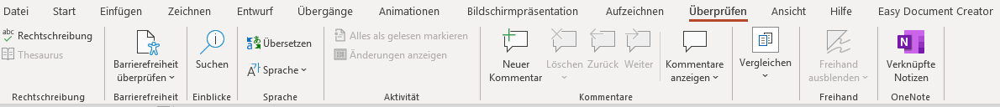 Datei Start Einfügen Zeichnen Entwurf Übergänge Animationen Bildschirmpräsentation Aufzeichnen Überprüfen Ansicht Hilfe Easy Document Creator
abc Rechtschreibung
Thesaurus
Rechtschreibung
Barrierefreiheit
überprüfen
Barrierefreiheit
Suchen
Einblicke
Übersetzen
Sprache
Sprache
Alles als gelesen markieren
Änderungen anzeigen
Aktivität
Neuer
Kommentar
Löschen
Zurück
Weiter
Kommentare
anzeigen
Kommentare
Vergleichen
Freihand
ausblenden
Freihand
N
Verknüpfte
Notizen
OneNote